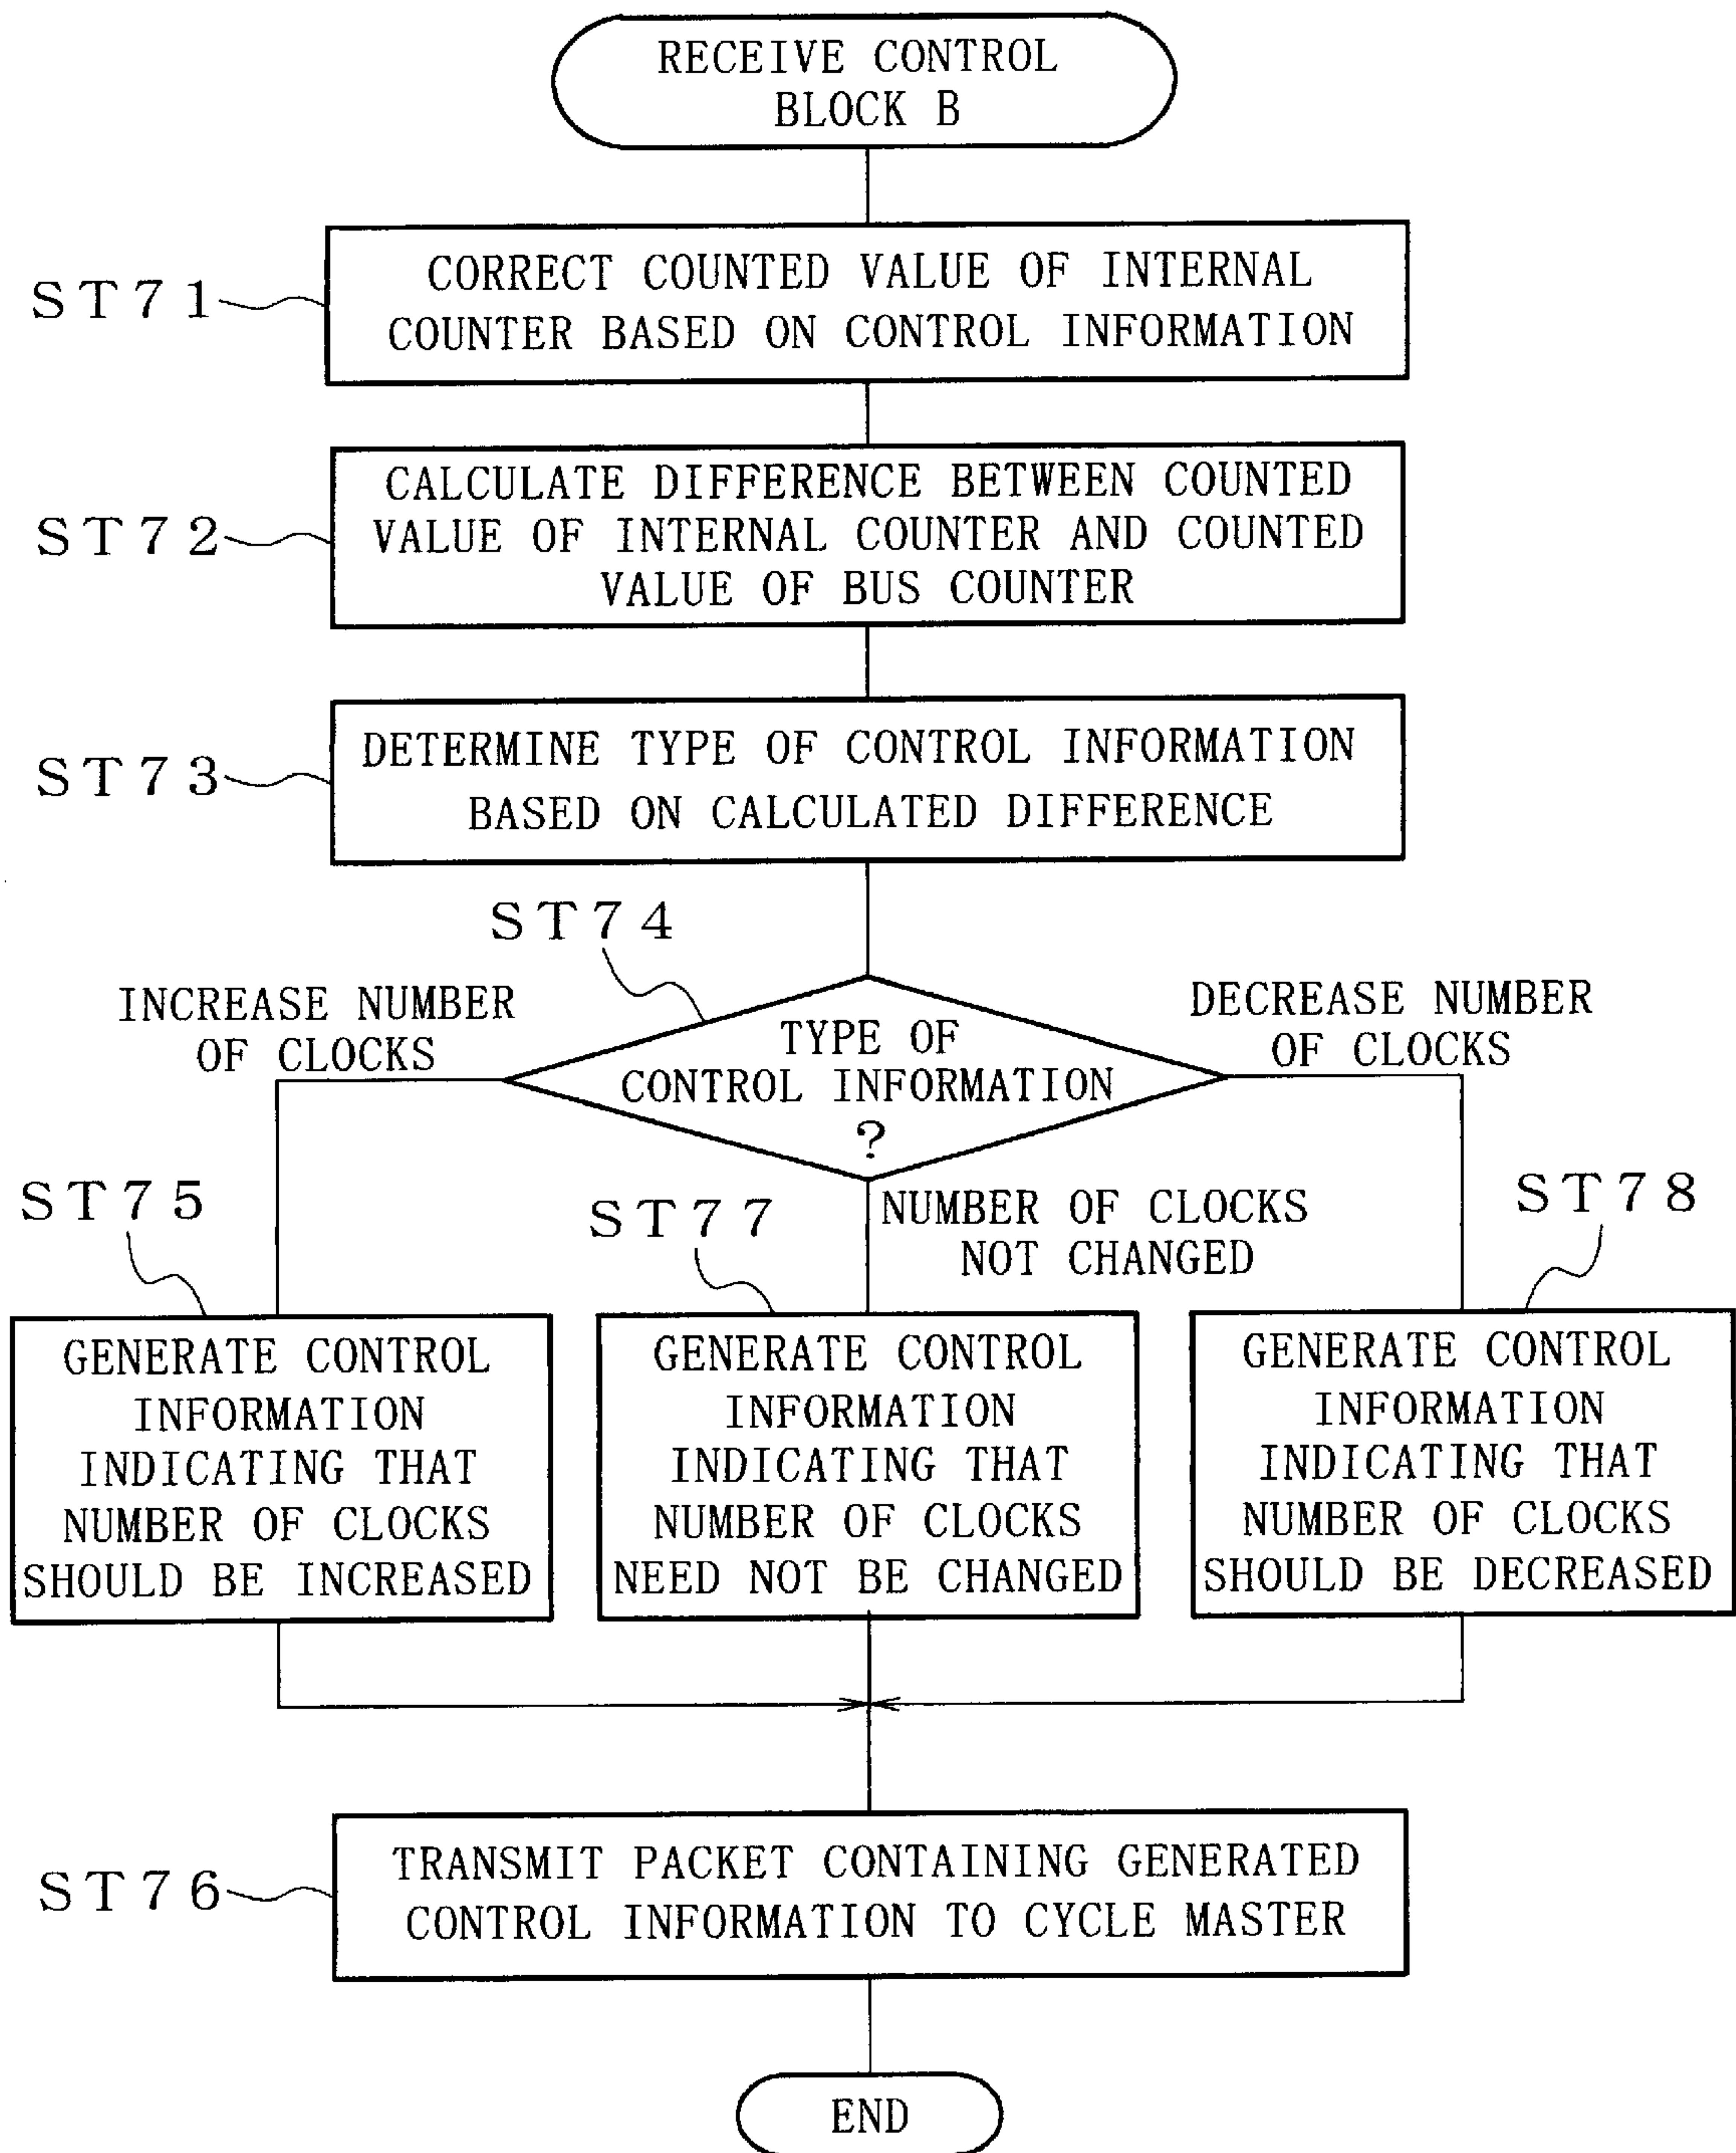 RECEIVE CONTROL
BLOCK B
ST71
CORRECT COUNTED VALUE OF INTERNAL
COUNTER BASED ON CONTROL INFORMATION
ST72
CALCULATE DIFFERENCE BETWEEN COUNTED
VALUE OF INTERNAL COUNTER AND COUNTED
VALUE OF BUS COUNTER
ST73
DETERMINE TYPE OF CONTROL INFORMATION
BASED ON CALCULATED DIFFERENCE
ST74
TYPE OF
CONTROL INFORMATION
?
INCREASE NUMBER
OF CLOCKS
DECREASE NUMBER
OF CLOCKS
NUMBER OF CLOCKS
NOT CHANGED
ST75
GENERATE CONTROL
INFORMATION
INDICATING THAT
NUMBER OF CLOCKS
SHOULD BE INCREASED
ST77
GENERATE CONTROL
INFORMATION
INDICATING THAT
NUMBER OF CLOCKS
NEED NOT BE CHANGED
ST78
GENERATE CONTROL
INFORMATION
INDICATING THAT
NUMBER OF CLOCKS
SHOULD BE DECREASED
ST76
TRANSMIT PACKET CONTAINING GENERATED
CONTROL INFORMATION TO CYCLE MASTER
END